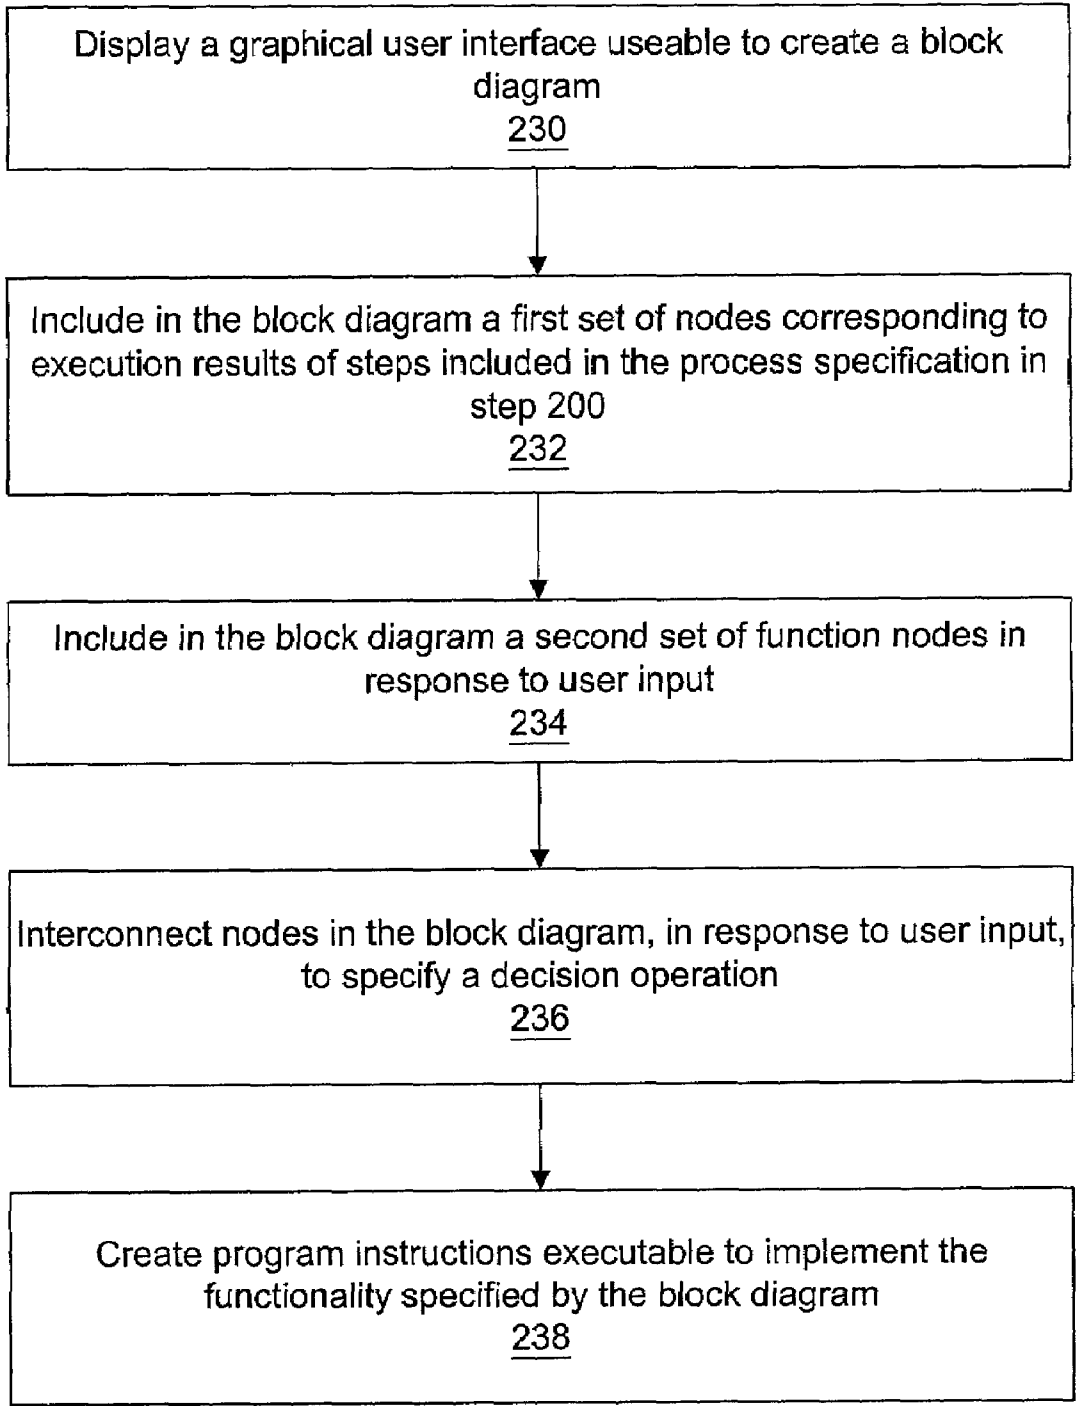 Display a graphical user interface useable to create a block
diagram
230
Include in the block diagram a first set of nodes corresponding to
execution results of steps included in the process specification in
step 200
232
Include in the block diagram a second set of function nodes in
response to user input
234
Interconnect nodes in the block diagram, in response to user input,
to specify a decision operation
236
Create program instructions executable to implement the
functionality specified by the block diagram
238